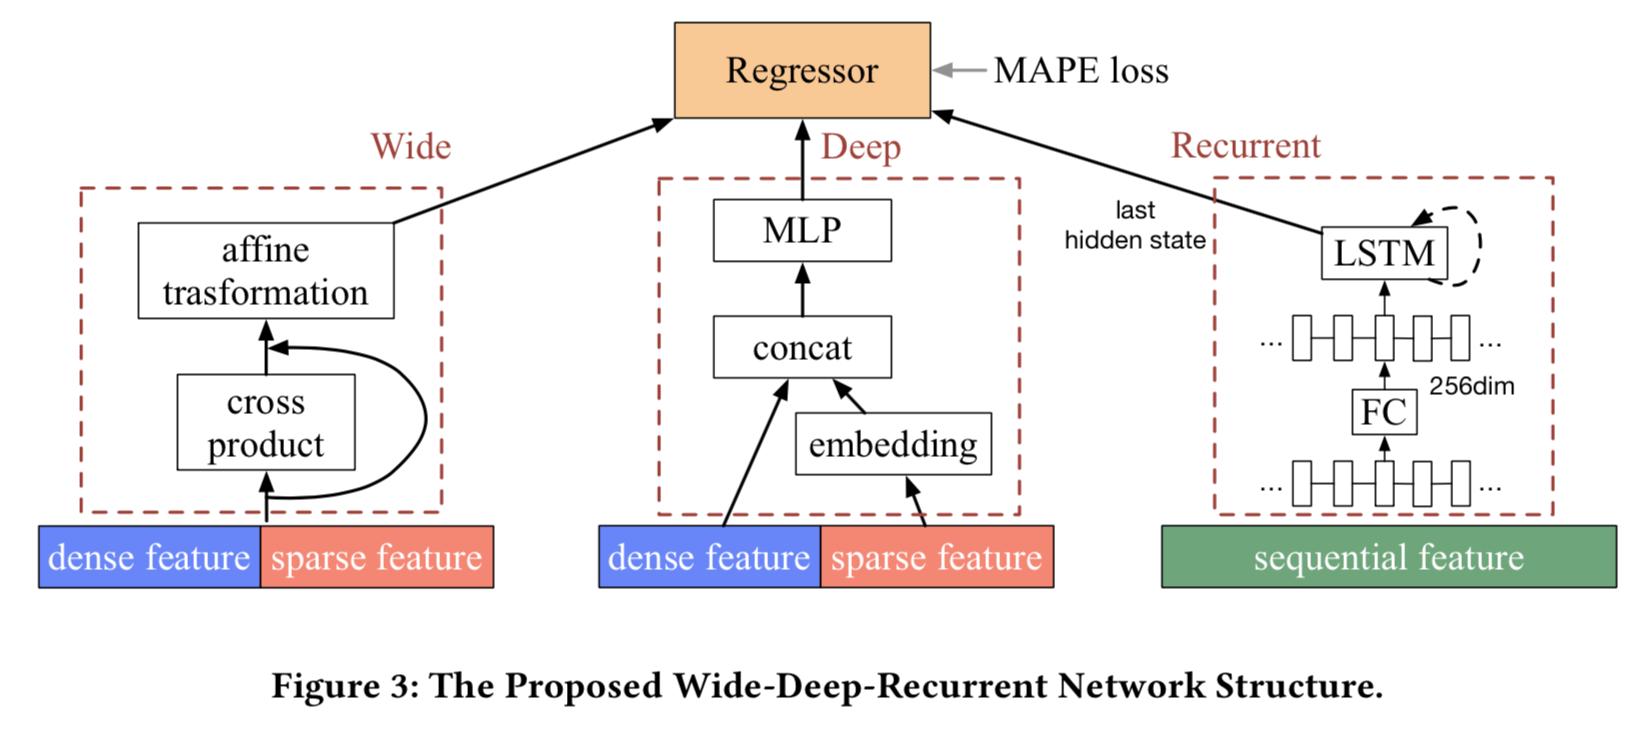 Regressor
MAPE loss
Wide
Deep
Recurrent
affine
trasformation
cross
product
dense feature
sparse feature
MLP
concat
embedding
dense feature
sparse feature
last
hidden state
LSTM
... ...
256dim
FC
... ...
sequential feature
Figure 3: The Proposed Wide-Deep-Recurrent Network Structure.